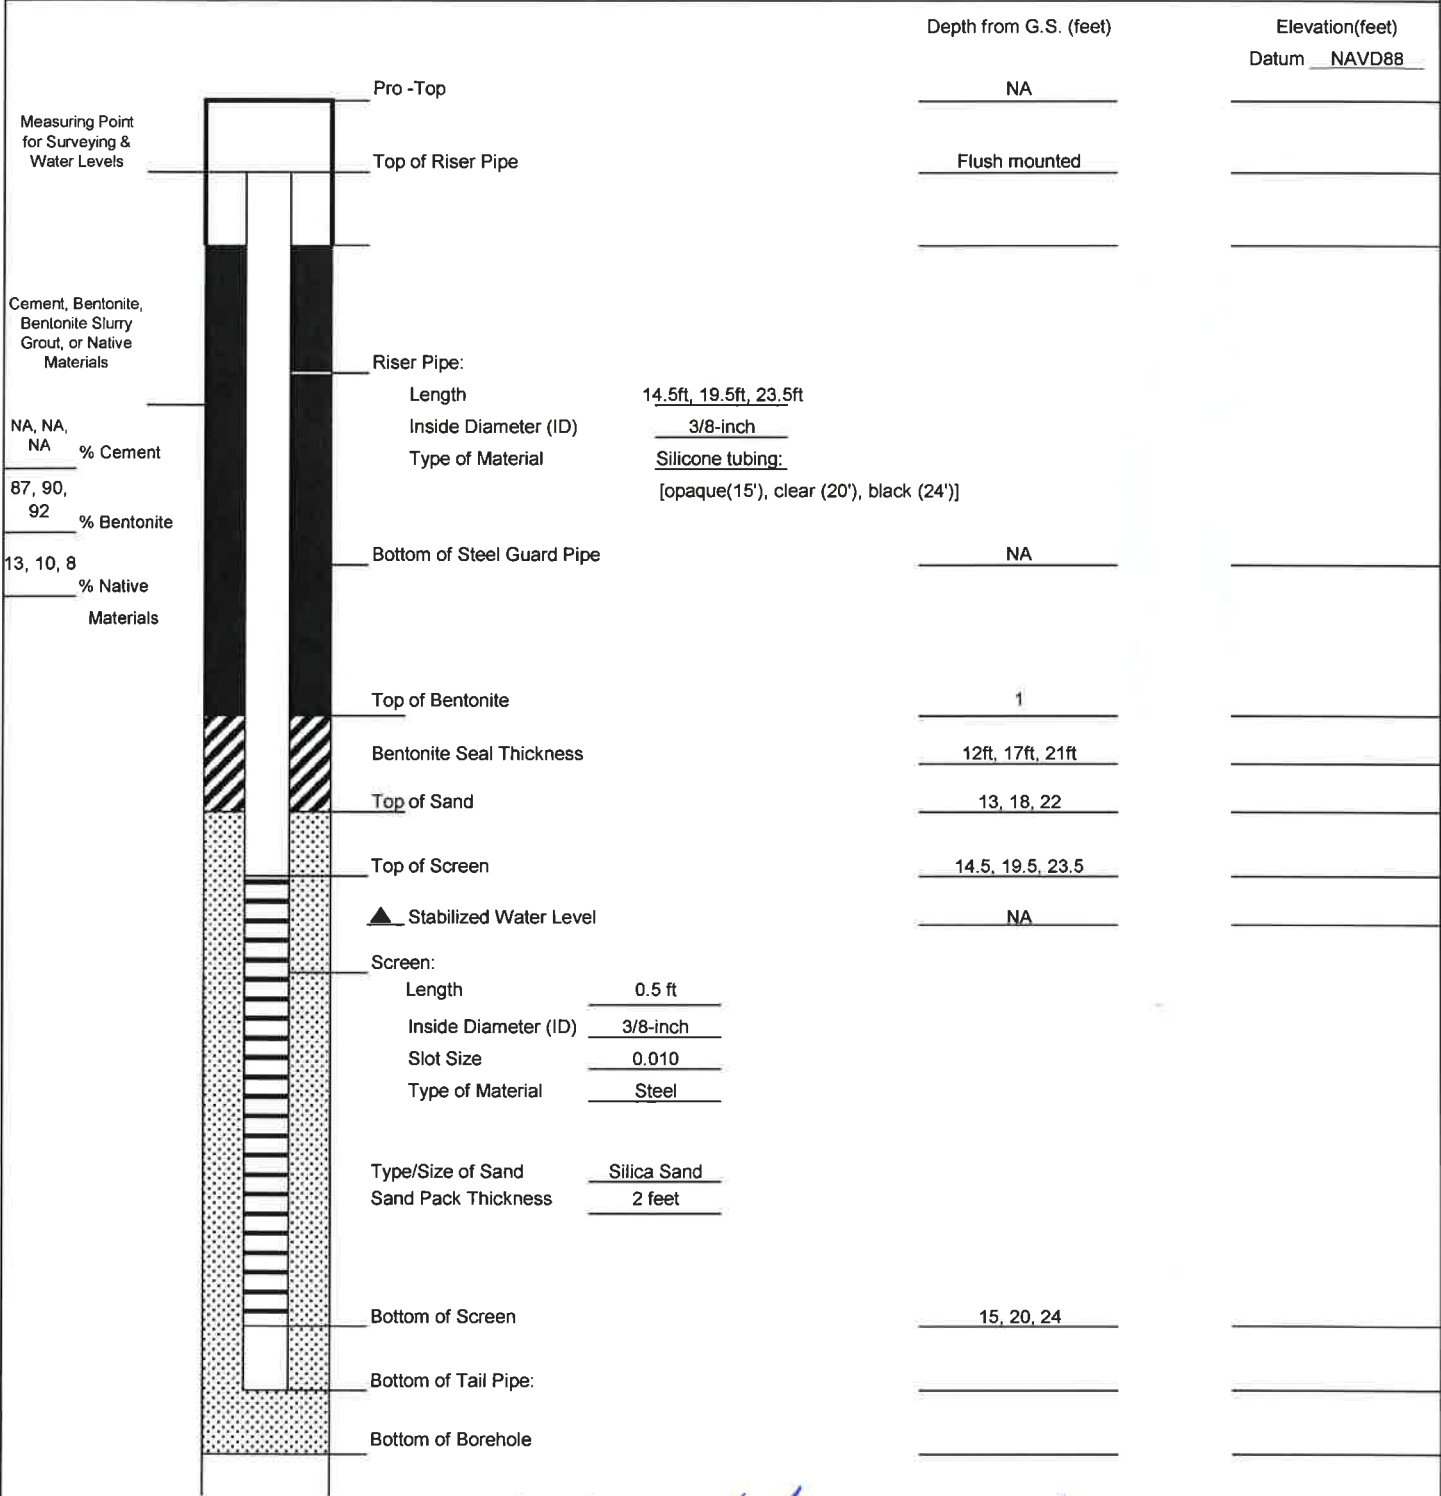 Depth from G.S. (feet)
Elevation(feet)
Datum NAVD88
Pro -Top
NA
Measuring Point
for Surveying &
Water Levels
Top of Riser Pipe
Flush mounted
Cement, Bentonite,
Bentonite Slurry
Grout, or Native
Materials
Riser Pipe:
Length 14.5ft, 19.5ft, 23.5ft
Inside Diameter (ID) 3/8-inch
Type of Material Silicone tubing:
[opaque(15'), clear (20'), black (24')]
NA, NA,
NA % Cement
87, 90,
92 % Bentonite
13, 10, 8
% Native
Materials
Bottom of Steel Guard Pipe NA
Top of Bentonite 1
Bentonite Seal Thickness 12ft, 17ft, 21ft
Top of Sand 13, 18, 22
Top of Screen 14.5, 19.5, 23.5
Stabilized Water Level NA
Screen:
Length 0.5 ft
Inside Diameter (ID) 3/8-inch
Slot Size 0.010
Type of Material Steel
Type/Size of Sand Silica Sand
Sand Pack Thickness 2 feet
Bottom of Screen 15, 20, 24
Bottom of Tail Pipe:
Bottom of Borehole